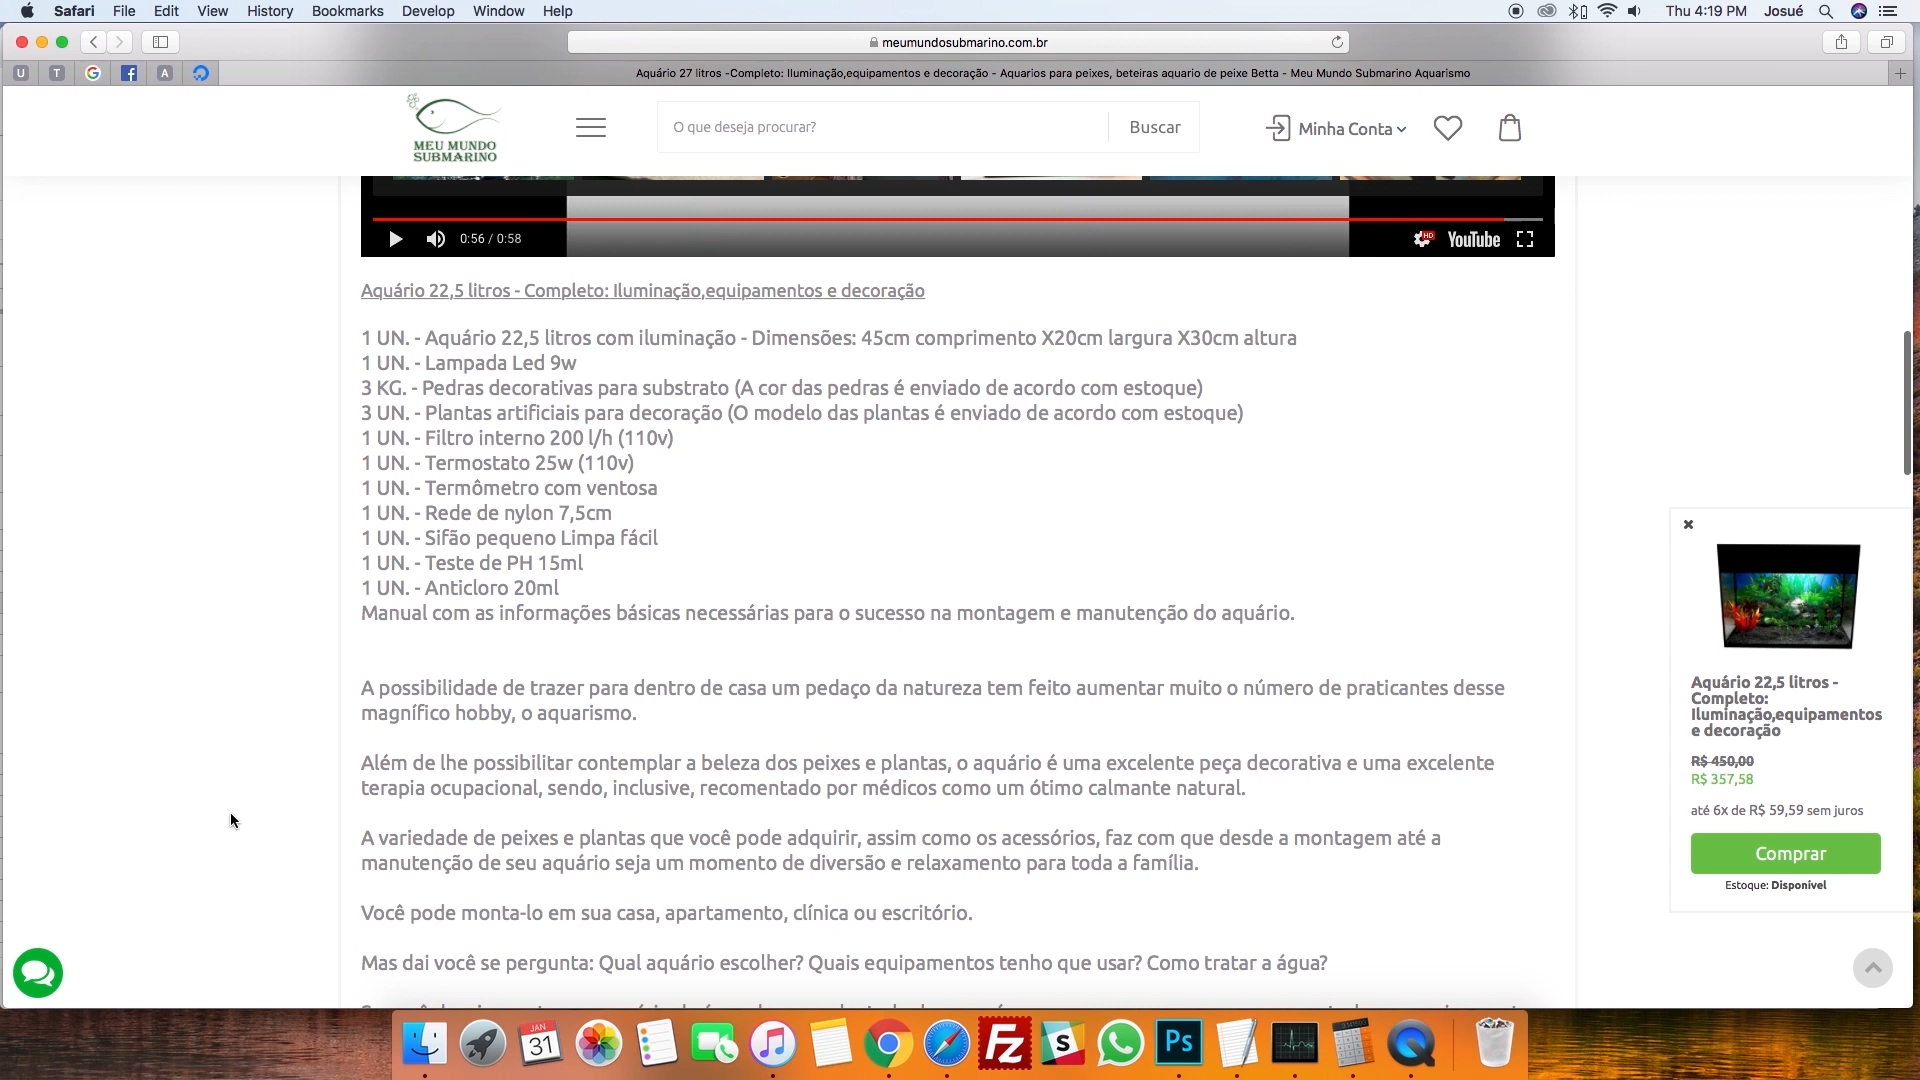 Safari File Edit View History Bookmarks Develop Window Help
Thu 4:19 PM Josué
meumundosubmarino.com.br
U T G f A
Aquário 27 litros -Completo: Iluminação,equipamentos e decoração - Aquarios para peixes, beteiras aquario de peixe Betta - Meu Mundo Submarino Aquarismo
MEU MUNDO
SUBMARINO
O que deseja procurar?
Buscar
Minha Conta
0:56 / 0:58
HD
YouTube
Aquário 22,5 litros - Completo: Iluminação,equipamentos e decoração
1 UN. - Aquário 22,5 litros com iluminação - Dimensões: 45cm comprimento X20cm largura X30cm altura
1 UN. - Lampada Led 9w
3 KG. - Pedras decorativas para substrato (A cor das pedras é enviado de acordo com estoque)
3 UN. - Plantas artificiais para decoração (O modelo das plantas é enviado de acordo com estoque)
1 UN. - Filtro interno 200 l/h (110v)
1 UN. - Termostato 25w (110v)
1 UN. - Termômetro com ventosa
1 UN. - Rede de nylon 7,5cm
1 UN. - Sifão pequeno Limpa fácil
1 UN. - Teste de PH 15ml
1 UN. - Anticloro 20ml
Manual com as informações básicas necessárias para o sucesso na montagem e manutenção do aquário.
A possibilidade de trazer para dentro de casa um pedaço da natureza tem feito aumentar muito o número de praticantes desse
magnífico hobby, o aquarismo.
Além de lhe possibilitar contemplar a beleza dos peixes e plantas, o aquário é uma excelente peça decorativa e uma excelente
terapia ocupacional, sendo, inclusive, recomentado por médicos como um ótimo calmante natural.
A variedade de peixes e plantas que você pode adquirir, assim como os acessórios, faz com que desde a montagem até a
manutenção de seu aquário seja um momento de diversão e relaxamento para toda a família.
Você pode monta-lo em sua casa, apartamento, clínica ou escritório.
Mas dai você se pergunta: Qual aquário escolher? Quais equipamentos tenho que usar? Como tratar a água?
Aquário 22,5 litros -
Completo:
Iluminação,equipamentos
e decoração
R$ 450,00
R$ 357,58
até 6x de R$ 59,59 sem juros
Comprar
Estoque: Disponível
JAN
31
Fz
S
Ps